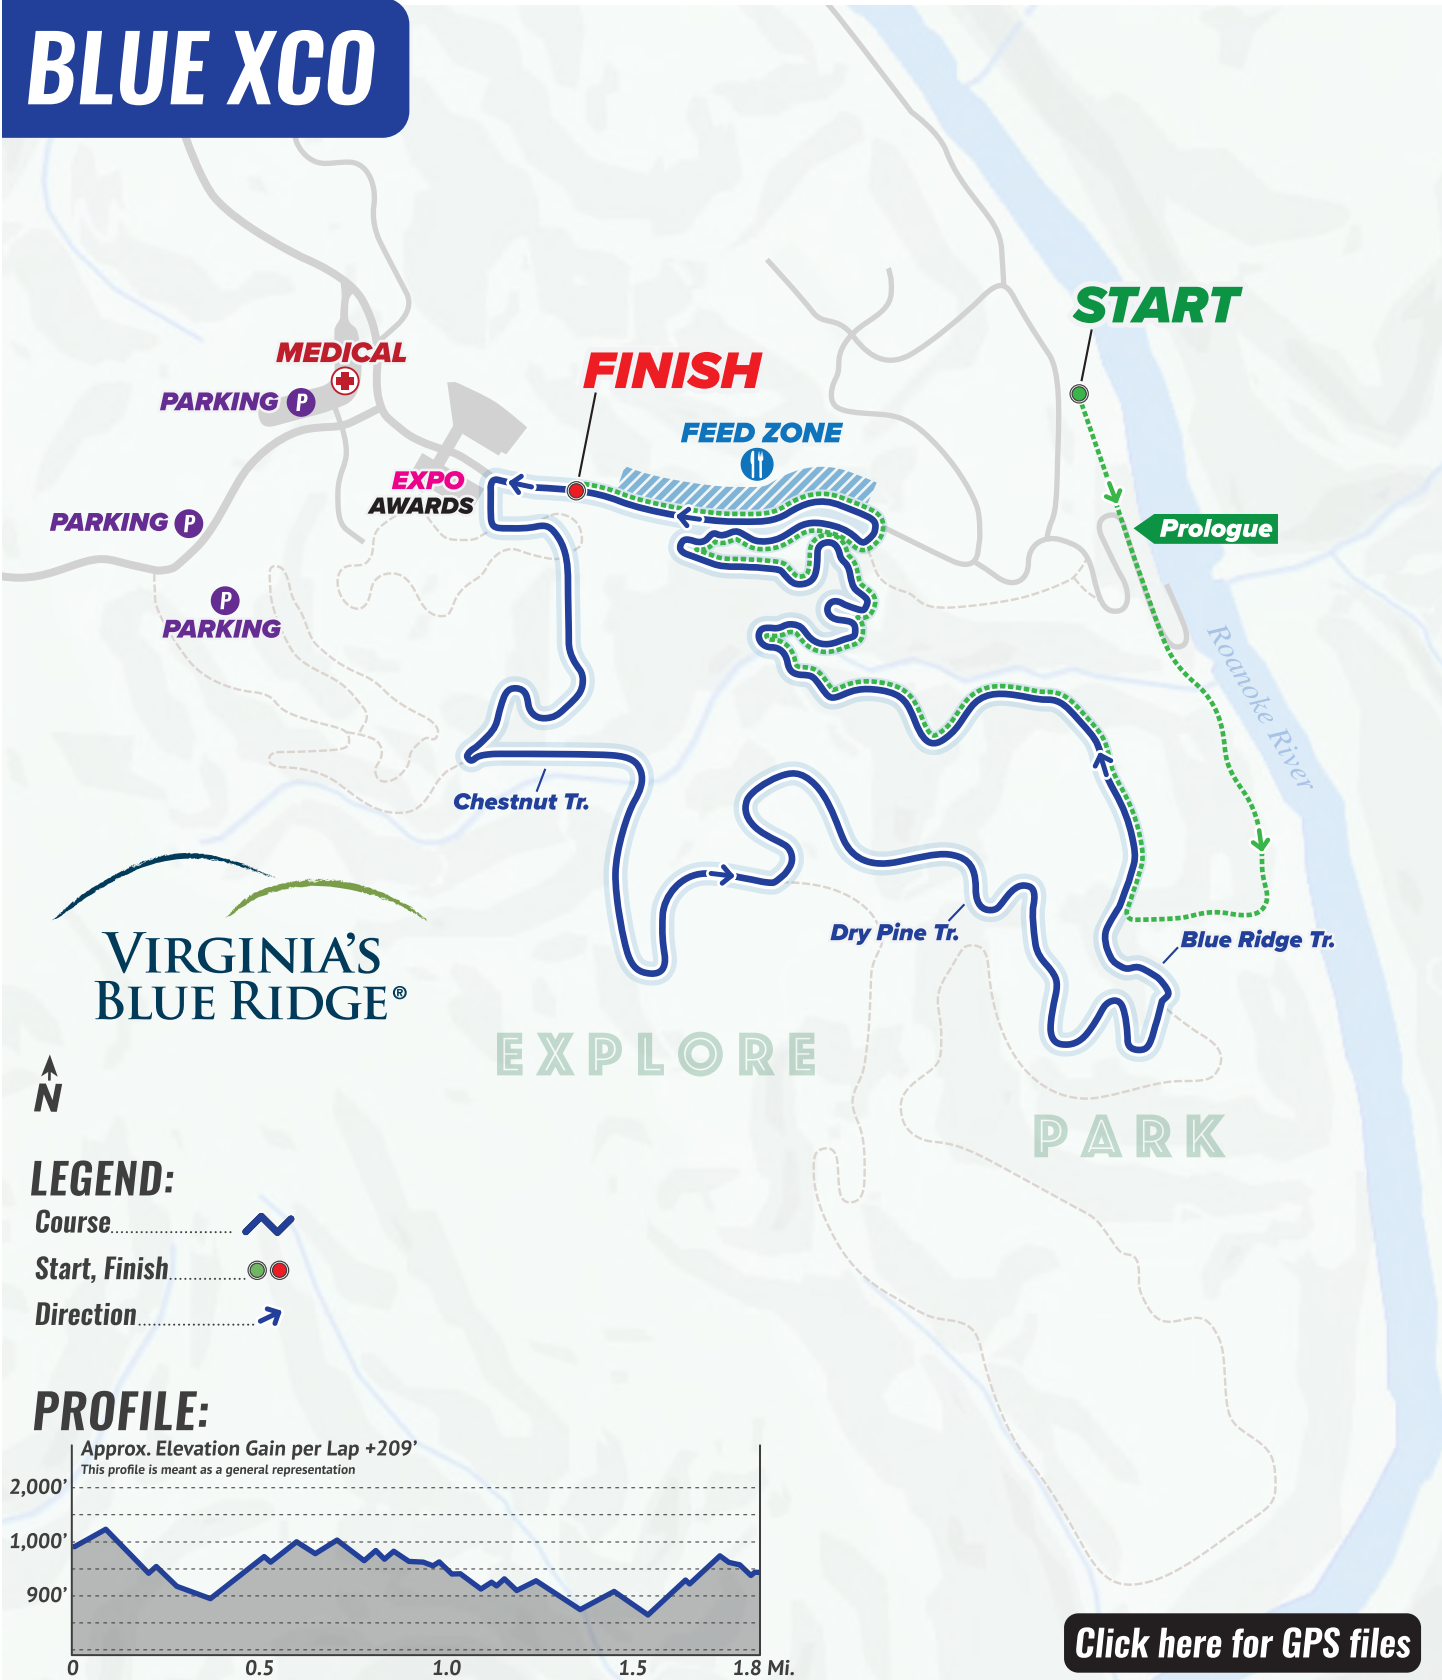 BLUE XCO
START
MEDICAL
FINISH
PARKING P
FEED ZONE
EXPO
AWARDS
PARKING P
Prologue
P
PARKING
Roanoke River
Chestnut Tr.
Dry Pine Tr.
Blue Ridge Tr.
VIRGINIA'S
BLUE RIDGE®
EXPLORE
PARK
N
LEGEND:
Course
Start, Finish
Direction
PROFILE:
Approx. Elevation Gain per Lap +209'
This profile is meant as a general representation
2,000'
1,000'
900'
0 0.5 1.0 1.5 1.8 Mi.
Click here for GPS files